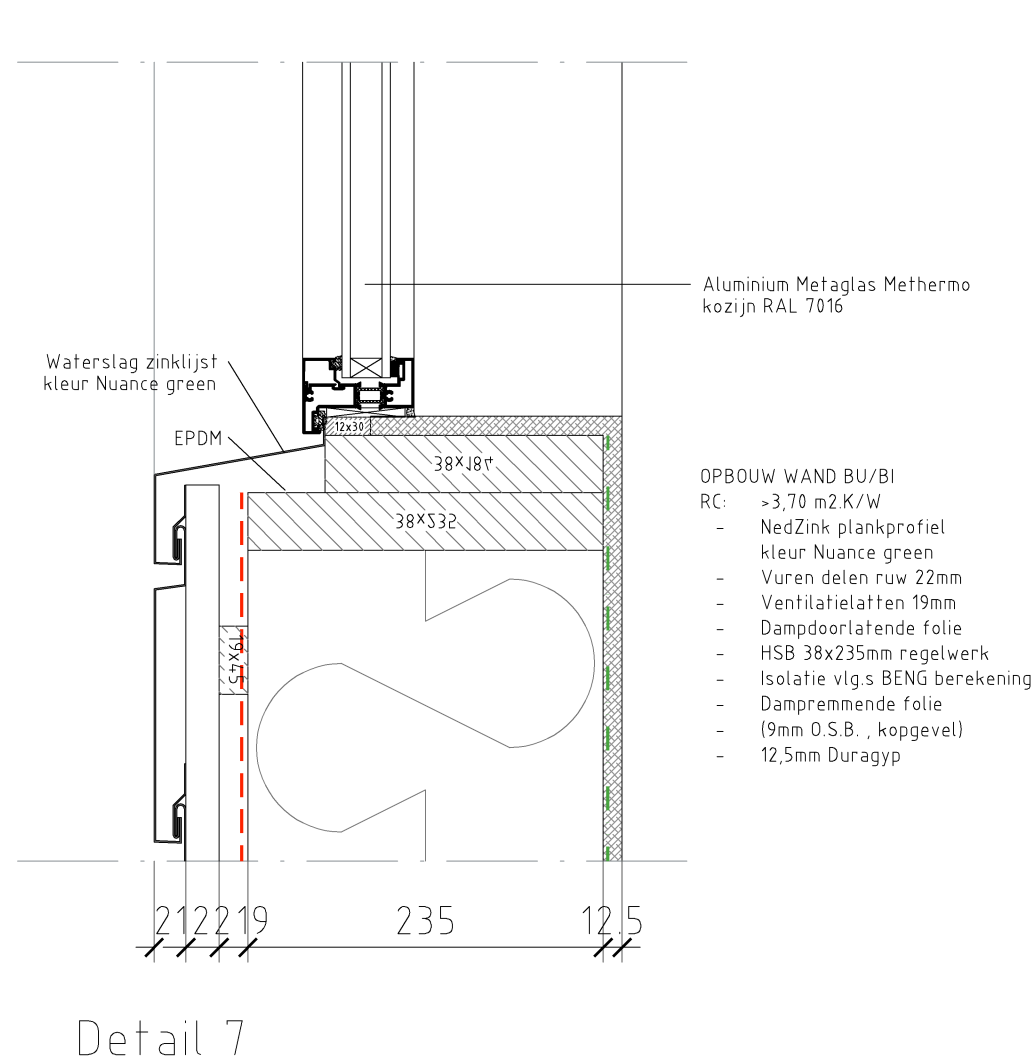 Aluminium Metaglas Methermo
kozijn RAL 7016
Waterslag zinklijst
kleur Nuance green
EPDM
12x30
38x184
38x235
19x45
OPBOUW WAND BU/BI
RC: >3,70 m2.K/W
- NedZink plankprofiel
kleur Nuance green
- Vuren delen ruw 22mm
- Ventilatielatten 19mm
- Dampdoorlatende folie
- HSB 38x235mm regelwerk
- Isolatie vlg.s BENG berekening
- Dampremmende folie
- (9mm O.S.B. , kopgevel)
- 12,5mm Duragyp
21 22 19 235 12.5
Detail 7